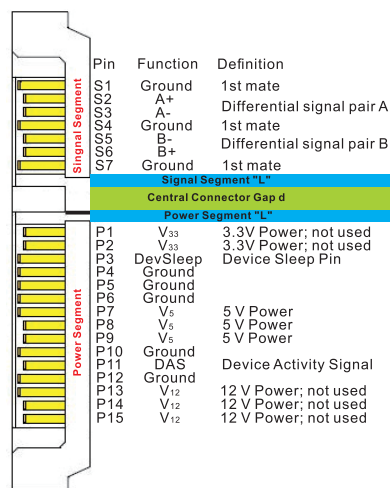 Pin Function Definition
S1 Ground 1st mate
S2 A+
Differential signal pair A
S3 A-
S4 Ground 1st mate
S5 B-
Differential signal pair B
S6 B+
S7 Ground 1st mate
Singnal Segment
Signal Segment "L"
Central Connector Gap d
Power Segment "L"
P1 V33 3.3V Power; not used
P2 V33 3.3V Power; not used
P3 DevSleep Device Sleep Pin
P4 Ground
P5 Ground
P6 Ground
P7 V5 5 V Power
P8 V5 5 V Power
P9 V5 5 V Power
P10 Ground
P11 DAS Device Activity Signal
P12 Ground
P13 V12 12 V Power; not used
P14 V12 12 V Power; not used
P15 V12 12 V Power; not used
Power Segment